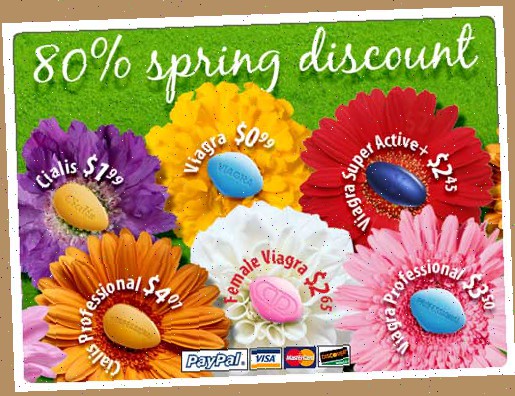 80% spring discount
Cialis $1.99
Viagra $0.99
Viagra Super Active+ $2.45
Cialis
VIAGRA
Cialis Professional $4.07
Female Viagra $2.65
Viagra Professional $3.50
PayPal VISA MasterCard DISCOVER